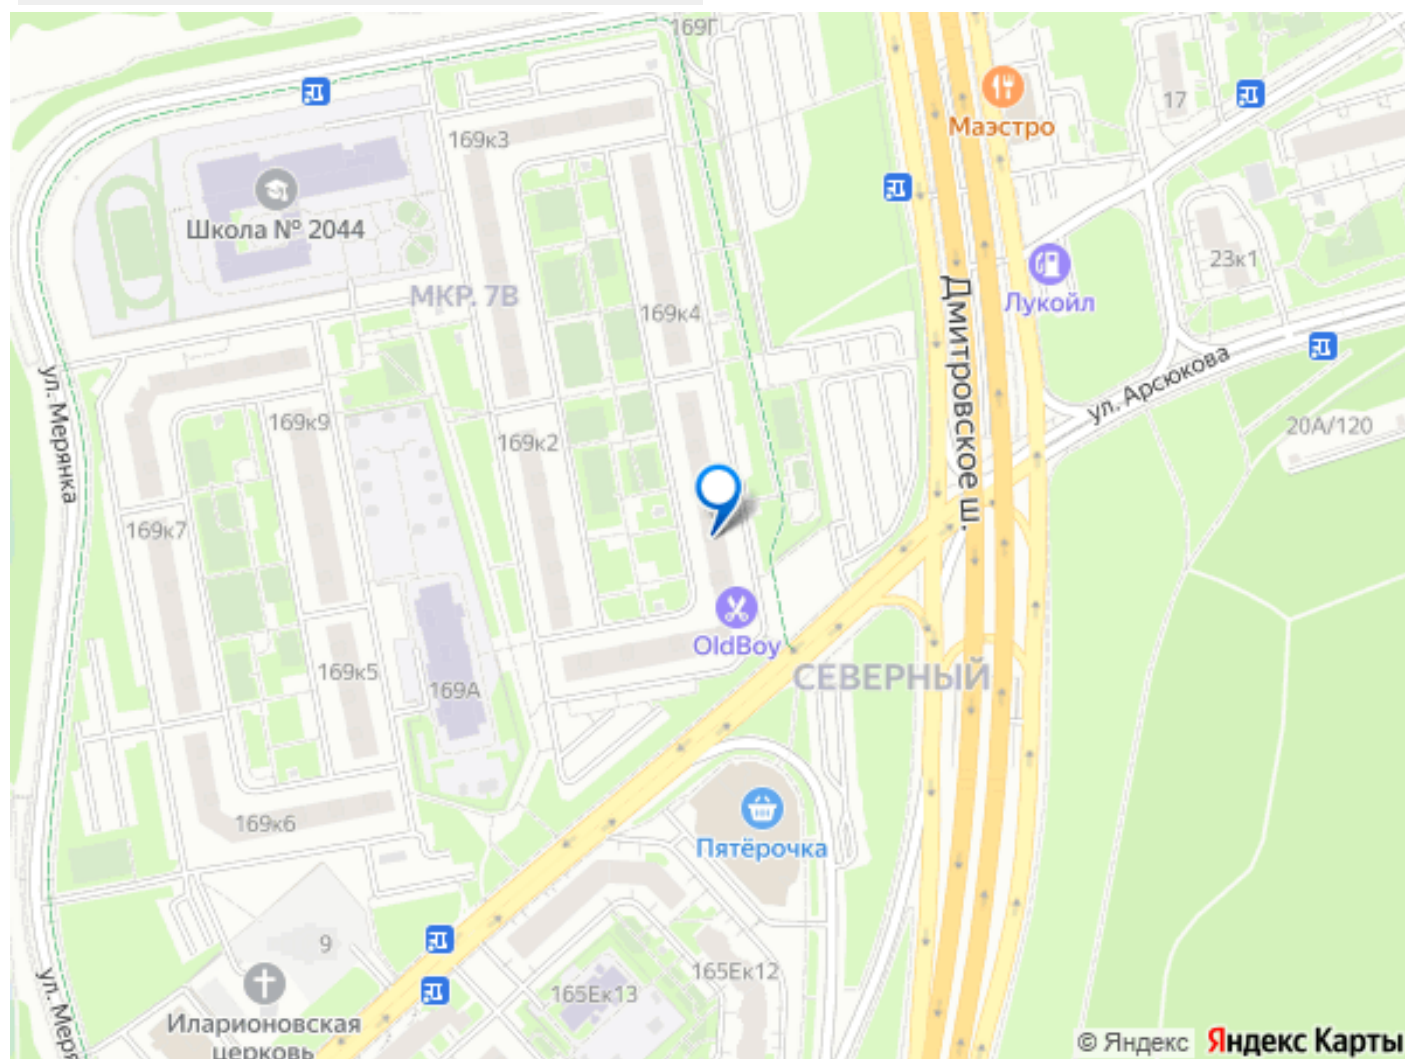 169Г
Маэстро
17
169к3
Школа № 2044
23к1
МКР. 7В
Лукойл
169к4
Дмитровское ш.
ул. Арсюкова
ул. Мерянка
169к9
169к2
20А/120
169к7
OldBoy
169к5
169А
СЕВЕРНЫЙ
169к6
Пятёрочка
9
165Ек12
165Ек13
ул. Меря
Иларионовская
церковь
© Яндекс Яндекс Карты